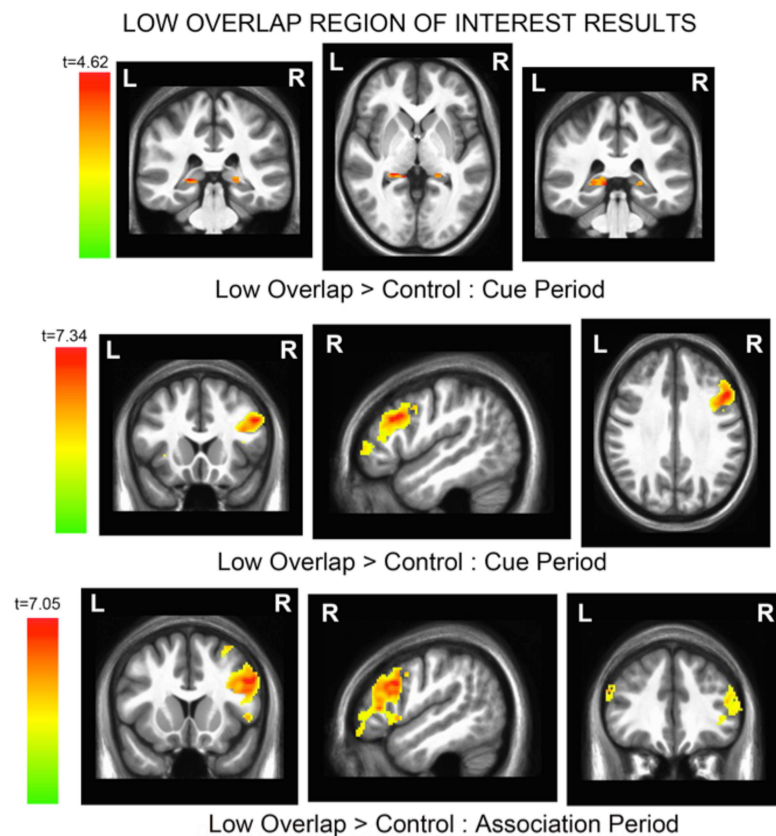 LOW OVERLAP REGION OF INTEREST RESULTS
t=4.62
L R
L R
L R
Low Overlap > Control : Cue Period
t=7.34
L R
R
L R
Low Overlap > Control : Cue Period
t=7.05
L R
R
L R
Low Overlap > Control : Association Period